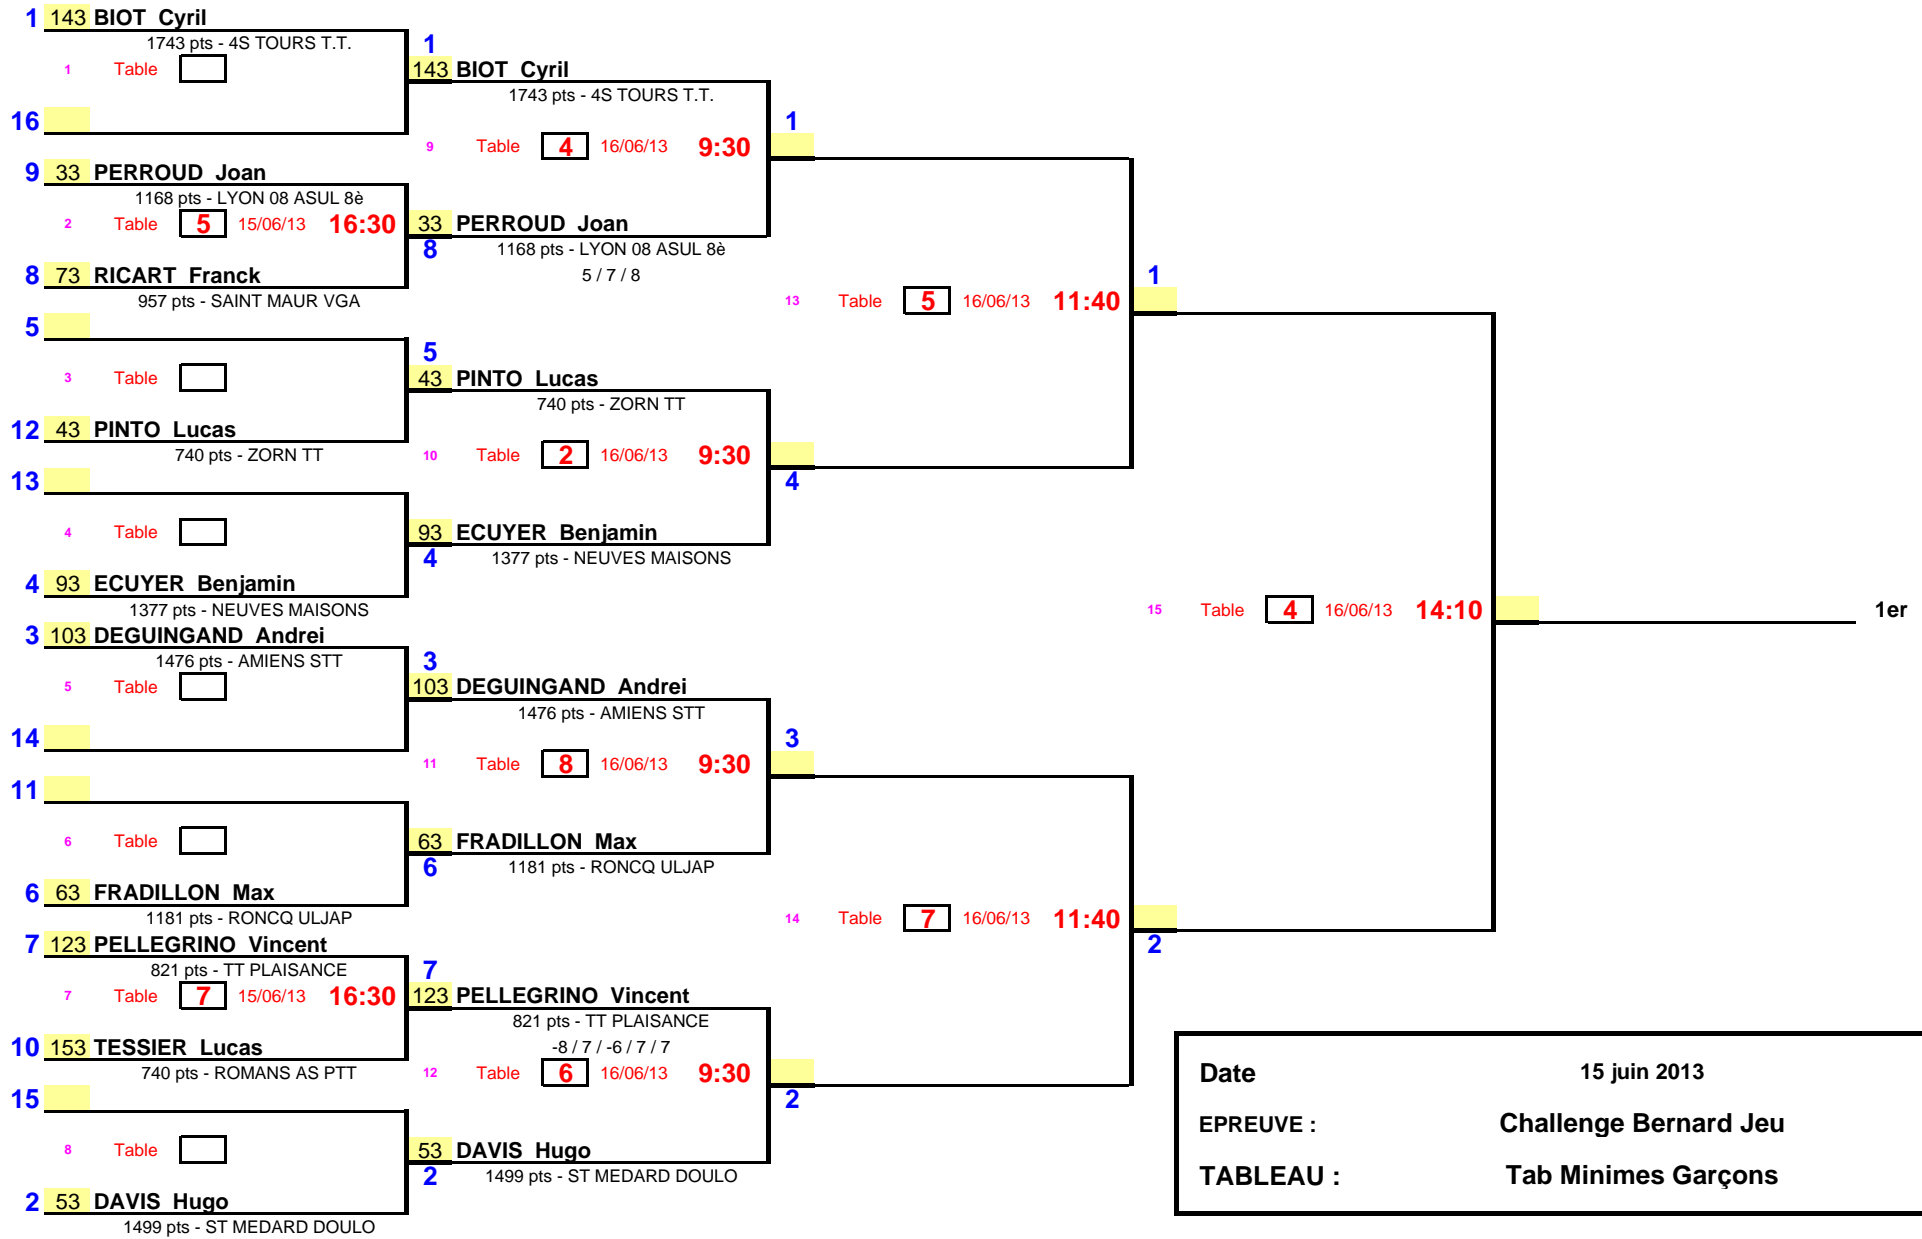 1 143 BIOT Cyril
1743 pts - 4S TOURS T.T.
1 Table
16
9 33 PERROUD Joan
1168 pts - LYON 08 ASUL 8è
2 Table 5 15/06/13 16:30
8 73 RICART Franck
957 pts - SAINT MAUR VGA
5
3 Table
12 43 PINTO Lucas
740 pts - ZORN TT
13
4 Table
4 93 ECUYER Benjamin
1377 pts - NEUVES MAISONS
3 103 DEGUINGAND Andrei
1476 pts - AMIENS STT
5 Table
14
11
6 Table
6 63 FRADILLON Max
1181 pts - RONCQ ULJAP
7 123 PELLEGRINO Vincent
821 pts - TT PLAISANCE
7 Table 7 15/06/13 16:30
10 153 TESSIER Lucas
740 pts - ROMANS AS PTT
15
8 Table
2 53 DAVIS Hugo
1499 pts - ST MEDARD DOULO
1
143 BIOT Cyril
1743 pts - 4S TOURS T.T.
9 Table 4 16/06/13 9:30
33 PERROUD Joan
8
1168 pts - LYON 08 ASUL 8è
5 / 7 / 8
5
43 PINTO Lucas
740 pts - ZORN TT
10 Table 2 16/06/13 9:30
93 ECUYER Benjamin
4
1377 pts - NEUVES MAISONS
3
103 DEGUINGAND Andrei
1476 pts - AMIENS STT
11 Table 8 16/06/13 9:30
63 FRADILLON Max
6
1181 pts - RONCQ ULJAP
7
123 PELLEGRINO Vincent
821 pts - TT PLAISANCE
-8 / 7 / -6 / 7 / 7
12 Table 6 16/06/13 9:30
53 DAVIS Hugo
2
1499 pts - ST MEDARD DOULO
1
13 Table 5 16/06/13 11:40
4
3
14 Table 7 16/06/13 11:40
2
1
15 Table 4 16/06/13 14:10
2
1er
Date 15 juin 2013
EPREUVE : Challenge Bernard Jeu
TABLEAU : Tab Minimes Garçons